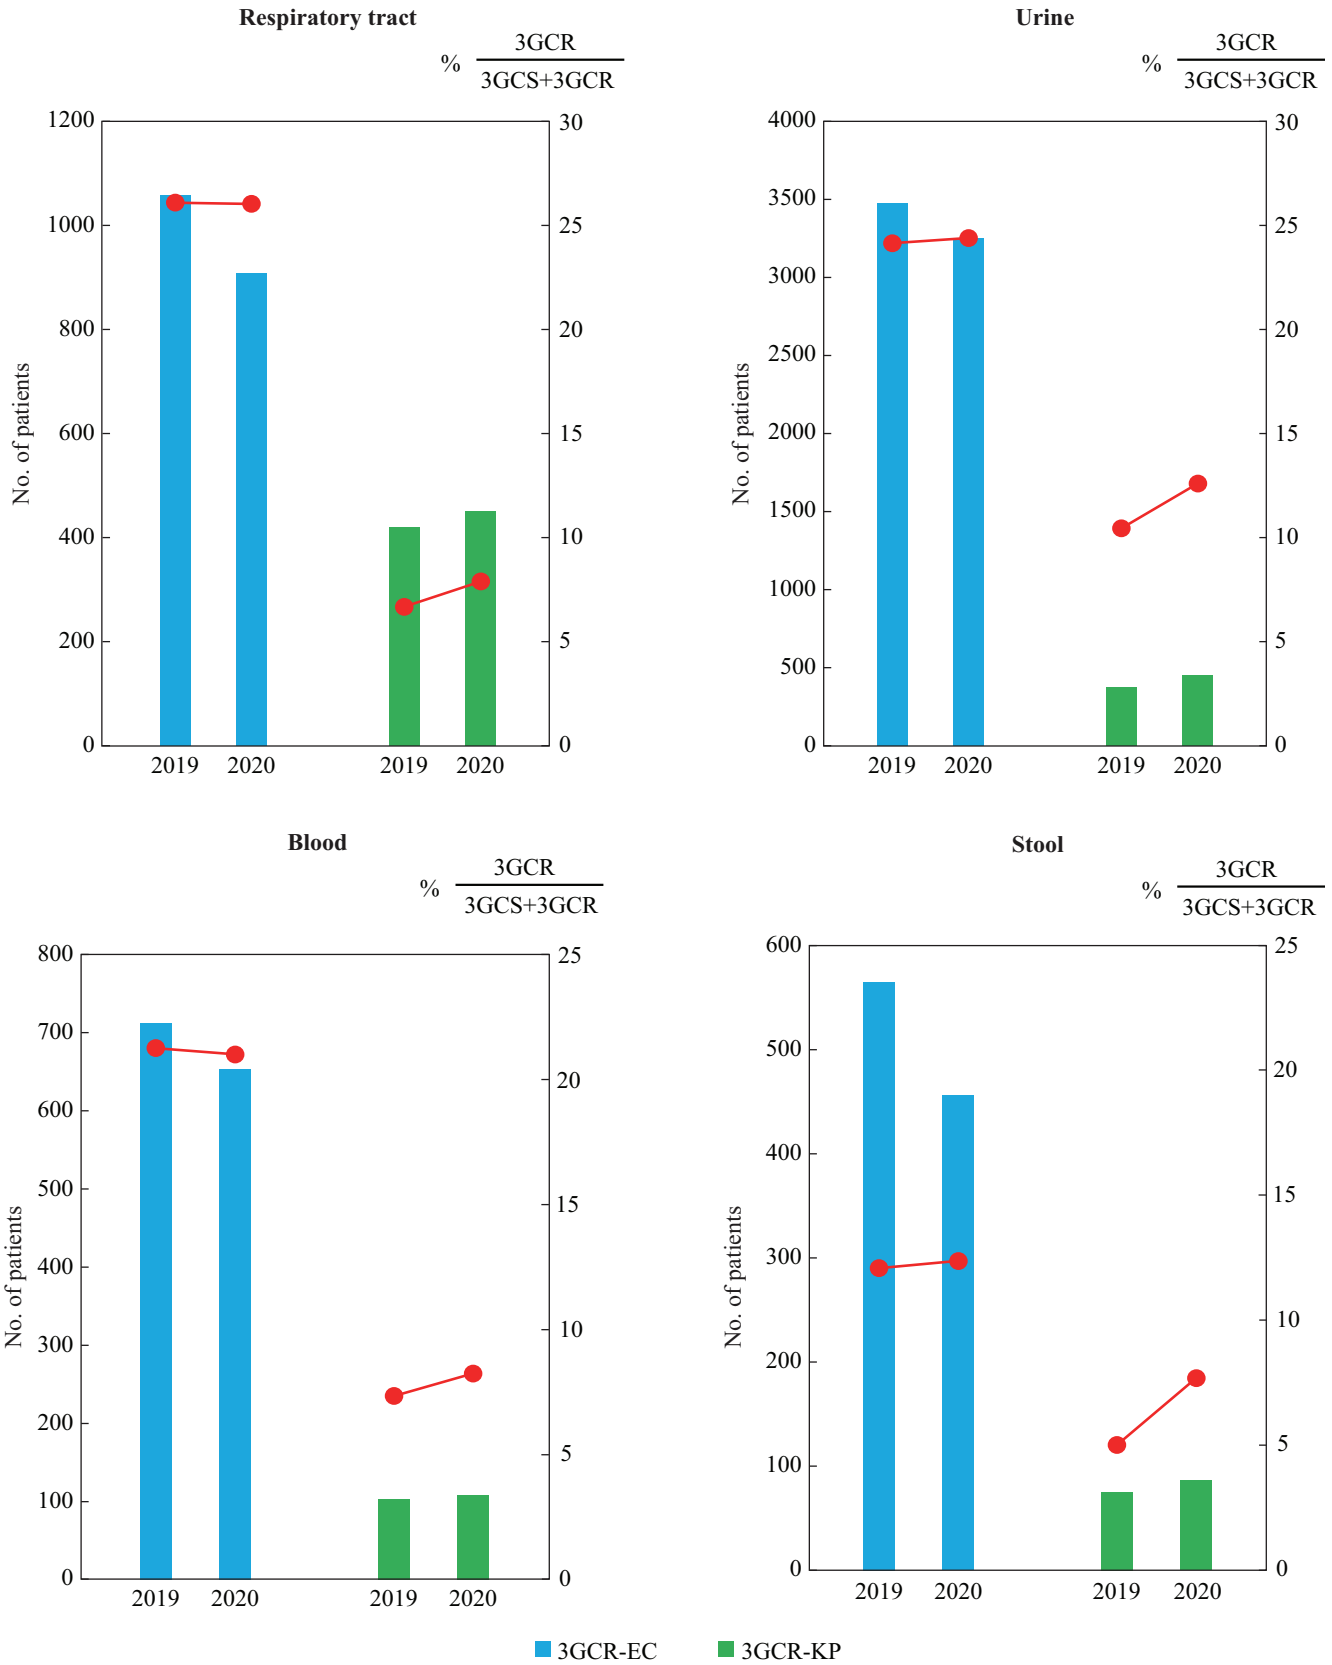 Respiratory tract
% 3GCR
3GCS+3GCR
1200
1000
800
600
400
200
0
30
25
20
15
10
5
0
No. of patients
2019 2020 2019 2020
Urine
% 3GCR
3GCS+3GCR
4000
3500
3000
2500
2000
1500
1000
500
0
30
25
20
15
10
5
0
No. of patients
2019 2020 2019 2020
Blood
% 3GCR
3GCS+3GCR
800
700
600
500
400
300
200
100
0
25
20
15
10
5
0
No. of patients
2019 2020 2019 2020
Stool
% 3GCR
3GCS+3GCR
600
500
400
300
200
100
0
25
20
15
10
5
0
No. of patients
2019 2020 2019 2020
3GCR-EC 3GCR-KP